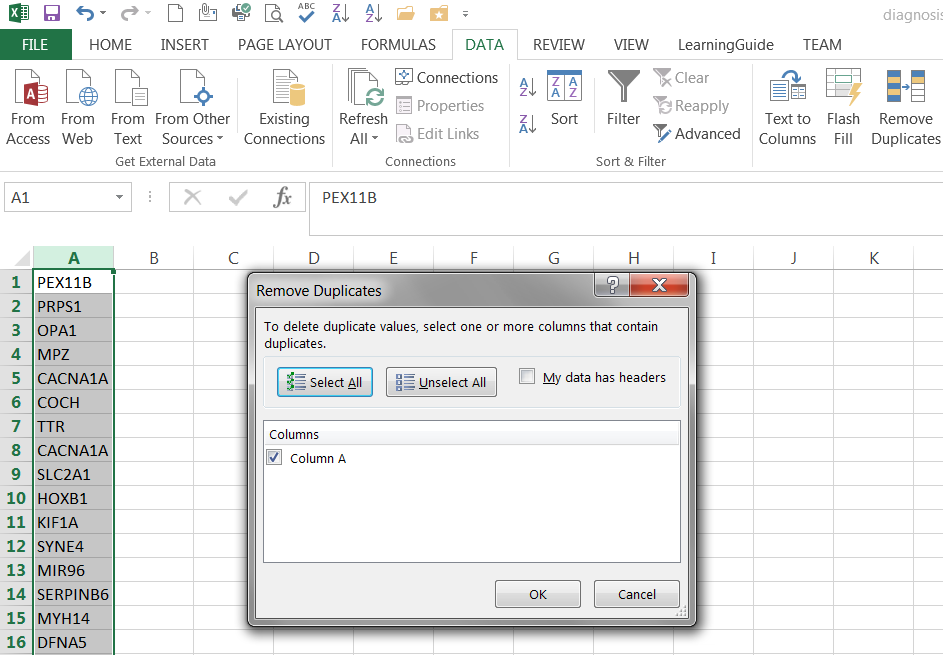 ABC
diagnosis
FILE HOME INSERT PAGE LAYOUT FORMULAS DATA REVIEW VIEW LearningGuide TEAM
From Access
From Web
From Text
From Other Sources
Existing Connections
Get External Data
Refresh All
Connections
Properties
Edit Links
Connections
Sort
Filter
Clear
Reapply
Advanced
Sort & Filter
Text to Columns
Flash Fill
Remove Duplicates
A1
fx
PEX11B
A B C D E F G H I J K
1 PEX11B
2 PRPS1
3 OPA1
4 MPZ
5 CACNA1A
6 COCH
7 TTR
8 CACNA1A
9 SLC2A1
10 HOXB1
11 KIF1A
12 SYNE4
13 MIR96
14 SERPINB6
15 MYH14
16 DFNA5
Remove Duplicates
To delete duplicate values, select one or more columns that contain
duplicates.
Select All
Unselect All
My data has headers
Columns
Column A
OK
Cancel